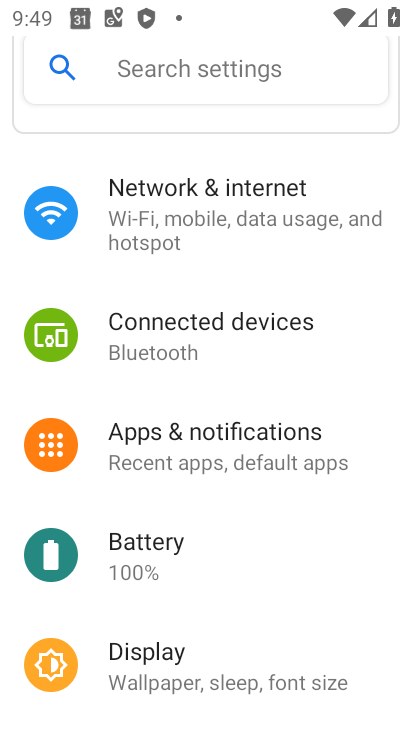 9:49
31
Search settings
Network & internet
Wi-Fi, mobile, data usage, and
hotspot
Connected devices
Bluetooth
Apps & notifications
Recent apps, default apps
Battery
100%
Display
Wallpaper, sleep, font size